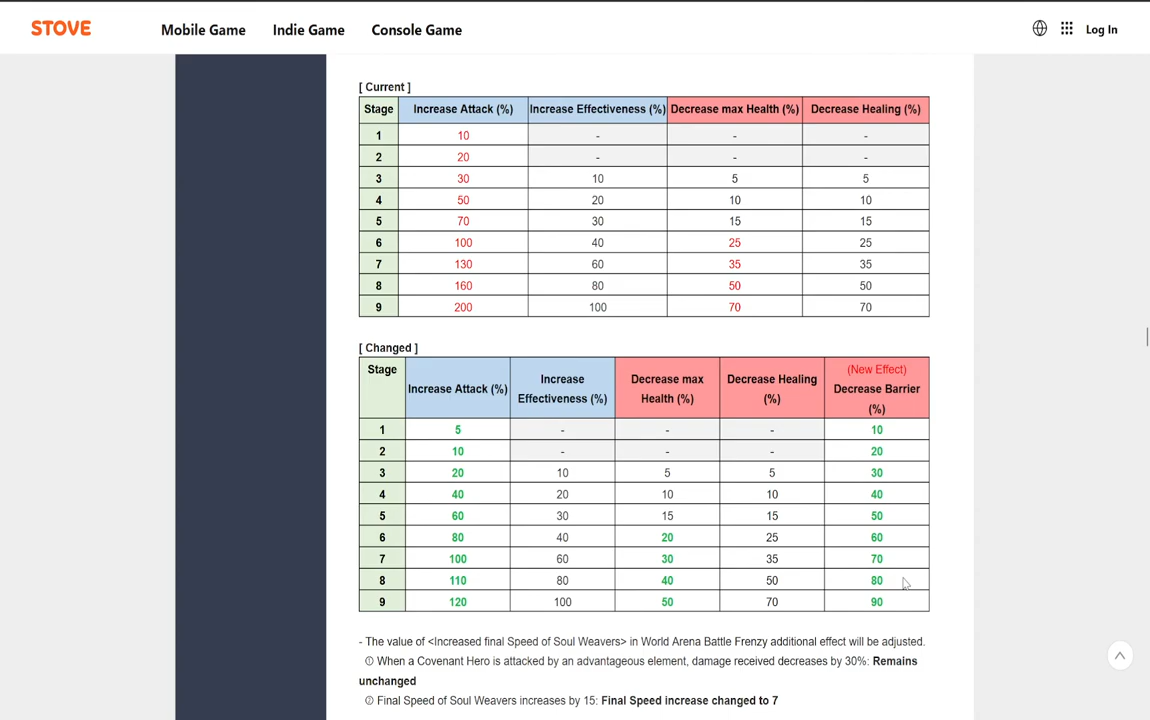 STOVE Mobile Game Indie Game Console Game Log In
[ Current ]
Stage Increase Attack (%) Increase Effectiveness (%) Decrease max Health (%) Decrease Healing (%)
1 10 - - -
2 20 - - -
3 30 10 5 5
4 50 20 10 10
5 70 30 15 15
6 100 40 25 25
7 130 60 35 35
8 160 80 50 50
9 200 100 70 70
[ Changed ]
Stage Increase Attack (%) Increase Effectiveness (%) Decrease max Health (%) Decrease Healing (%) (New Effect) Decrease Barrier (%)
1 5 - - - 10
2 10 - - - 20
3 20 10 5 5 30
4 40 20 10 10 40
5 60 30 15 15 50
6 80 40 20 25 60
7 100 60 30 35 70
8 110 80 40 50 80
9 120 100 50 70 90
- The value of <Increased final Speed of Soul Weavers> in World Arena Battle Frenzy additional effect will be adjusted.
① When a Covenant Hero is attacked by an advantageous element, damage received decreases by 30%: Remains
unchanged
② Final Speed of Soul Weavers increases by 15: Final Speed increase changed to 7